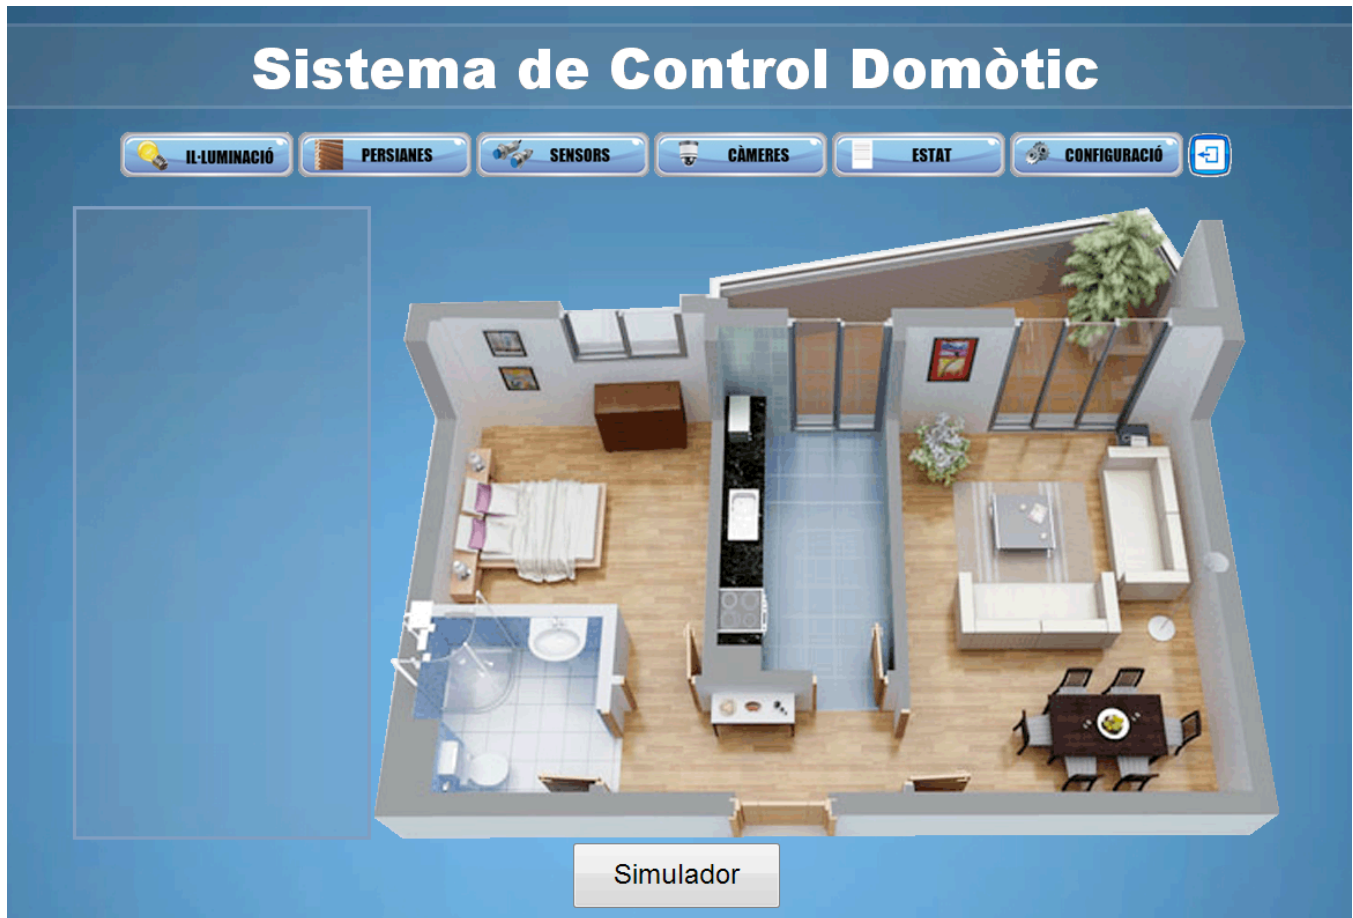 Sistema de Control Domòtic
IL·LUMINACIÓ PERSIANES SENSORS CÀMERES ESTAT CONFIGURACIÓ
Simulador